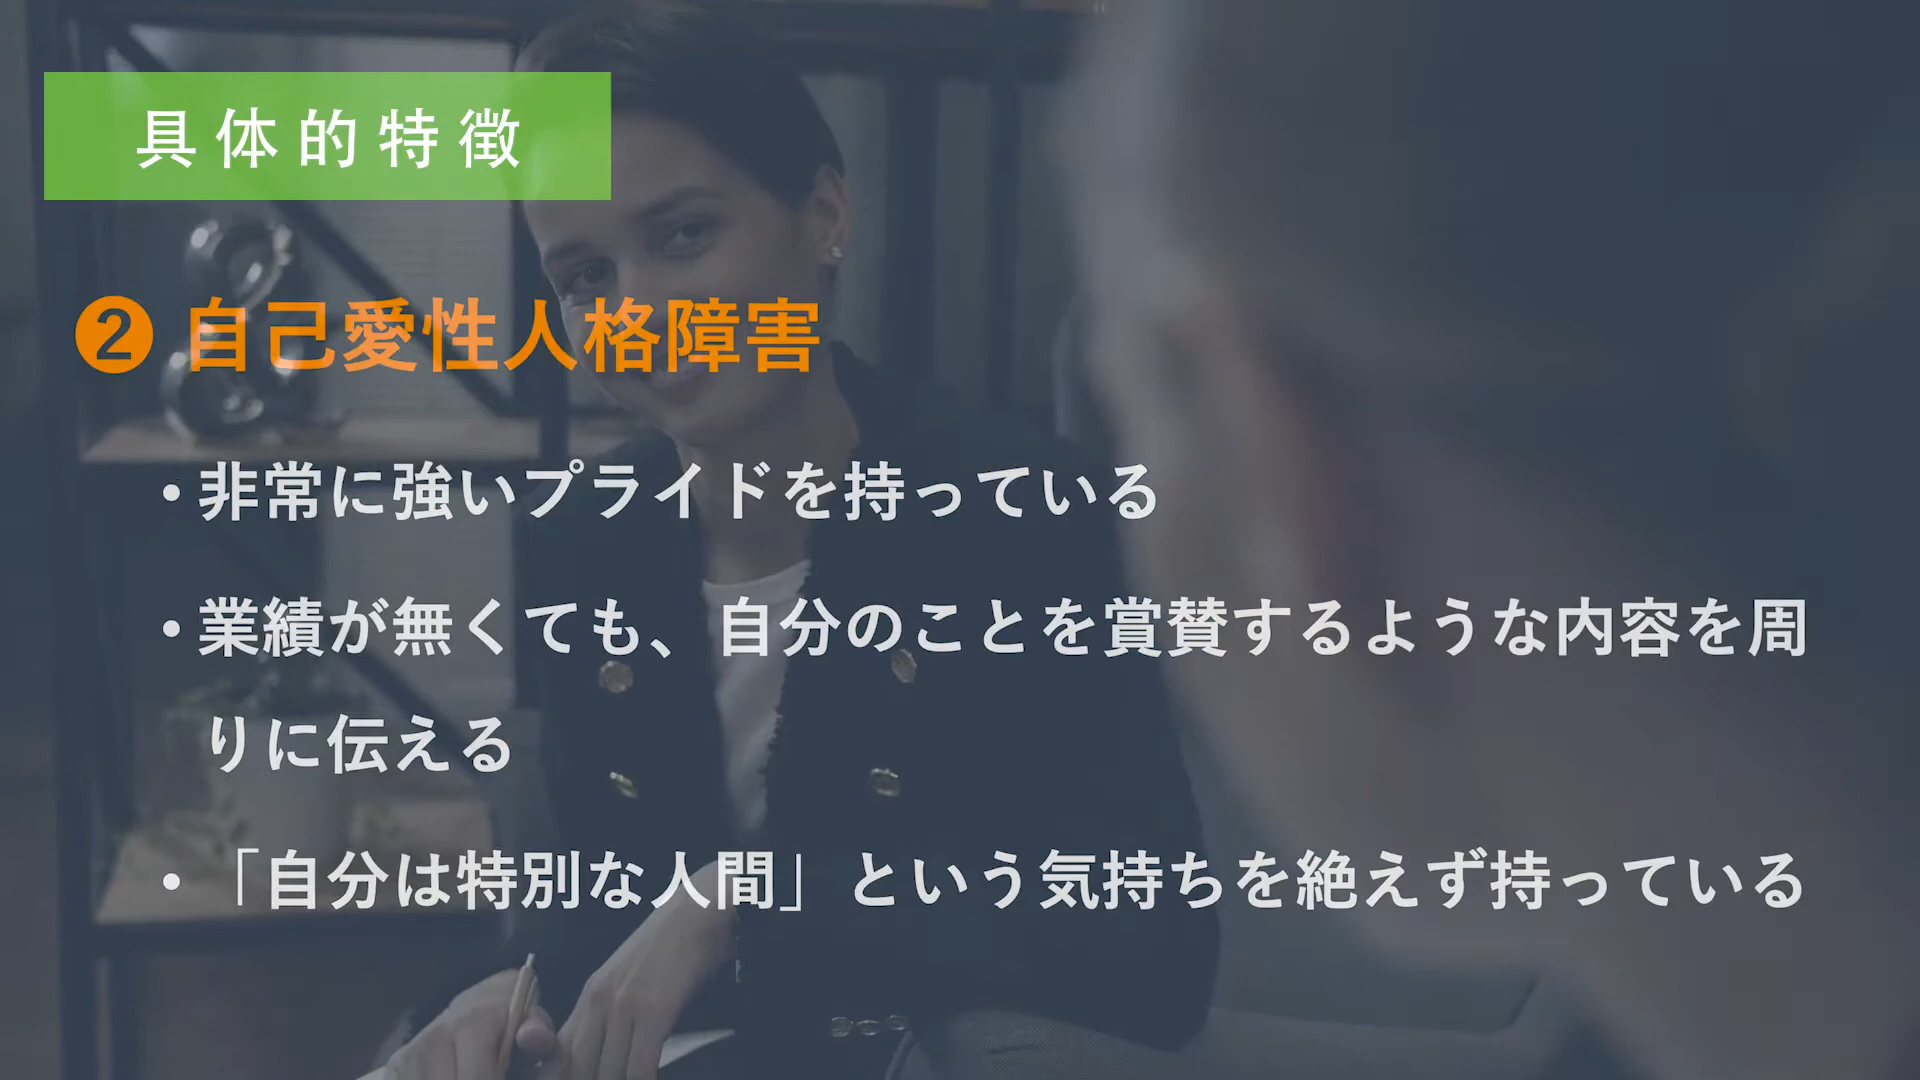 具体的特徴
❷ 自己愛性人格障害
• 非常に強いプライドを持っている
• 業績が無くても、自分のことを賞賛するような内容を周
りに伝える
• 「自分は特別な人間」という気持ちを絶えず持っている